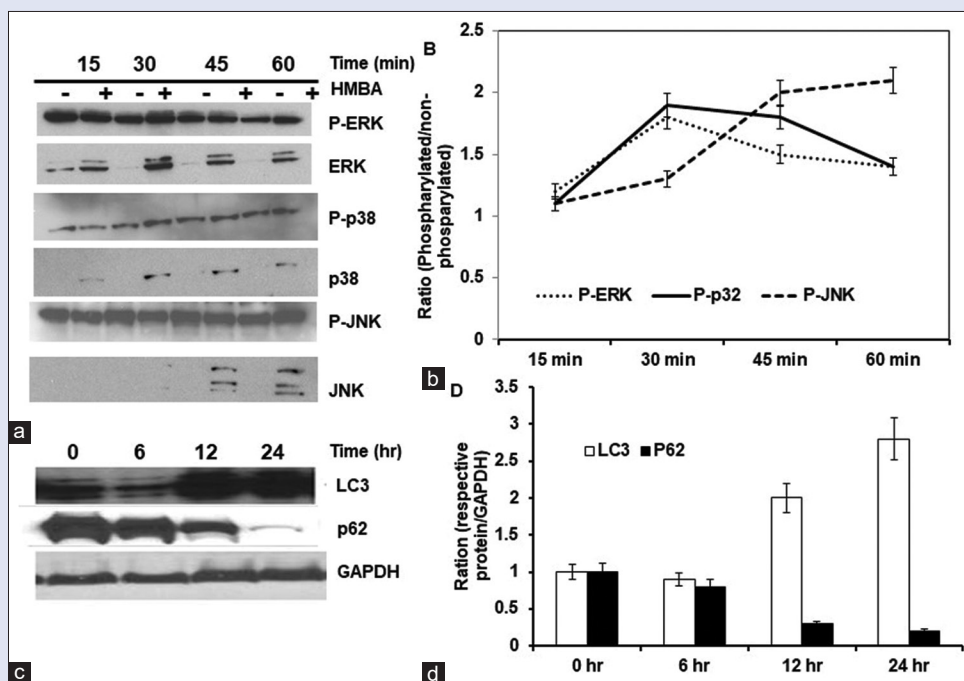 15 30 45 60 Time (min)
- + - + - + - + HMBA
P-ERK
ERK
P-p38
p38
P-JNK
JNK
a
B
Ratio (Phospharylated/non-
phosparylated)
2.5
2
1.5
1
0.5
0
P-ERK P-p32 P-JNK
15 min 30 min 45 min 60 min
b
0 6 12 24 Time (hr)
LC3
p62
GAPDH
c
D
Ration (respective
protein/GAPDH)
3.5
3
2.5
2
1.5
1
0.5
0
LC3 P62
0 hr 6 hr 12 hr 24 hr
d